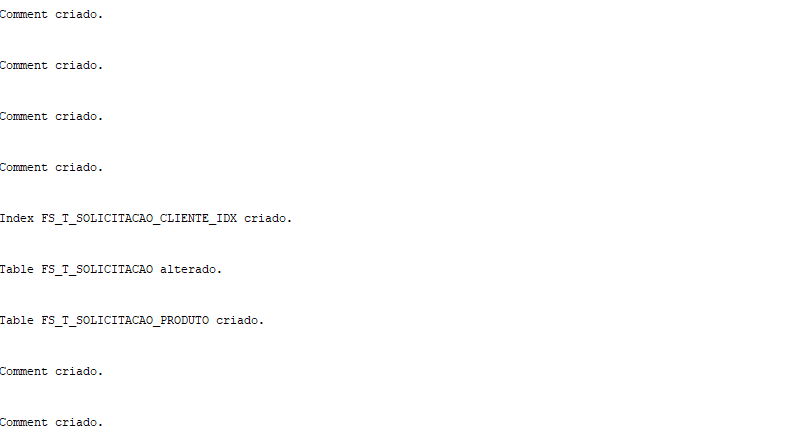 Comment criado.
Comment criado.
Comment criado.
Comment criado.
Index FS_T_SOLICITACAO_CLIENTE_IDX criado.
Table FS_T_SOLICITACAO alterado.
Table FS_T_SOLICITACAO_PRODUTO criado.
Comment criado.
Comment criado.